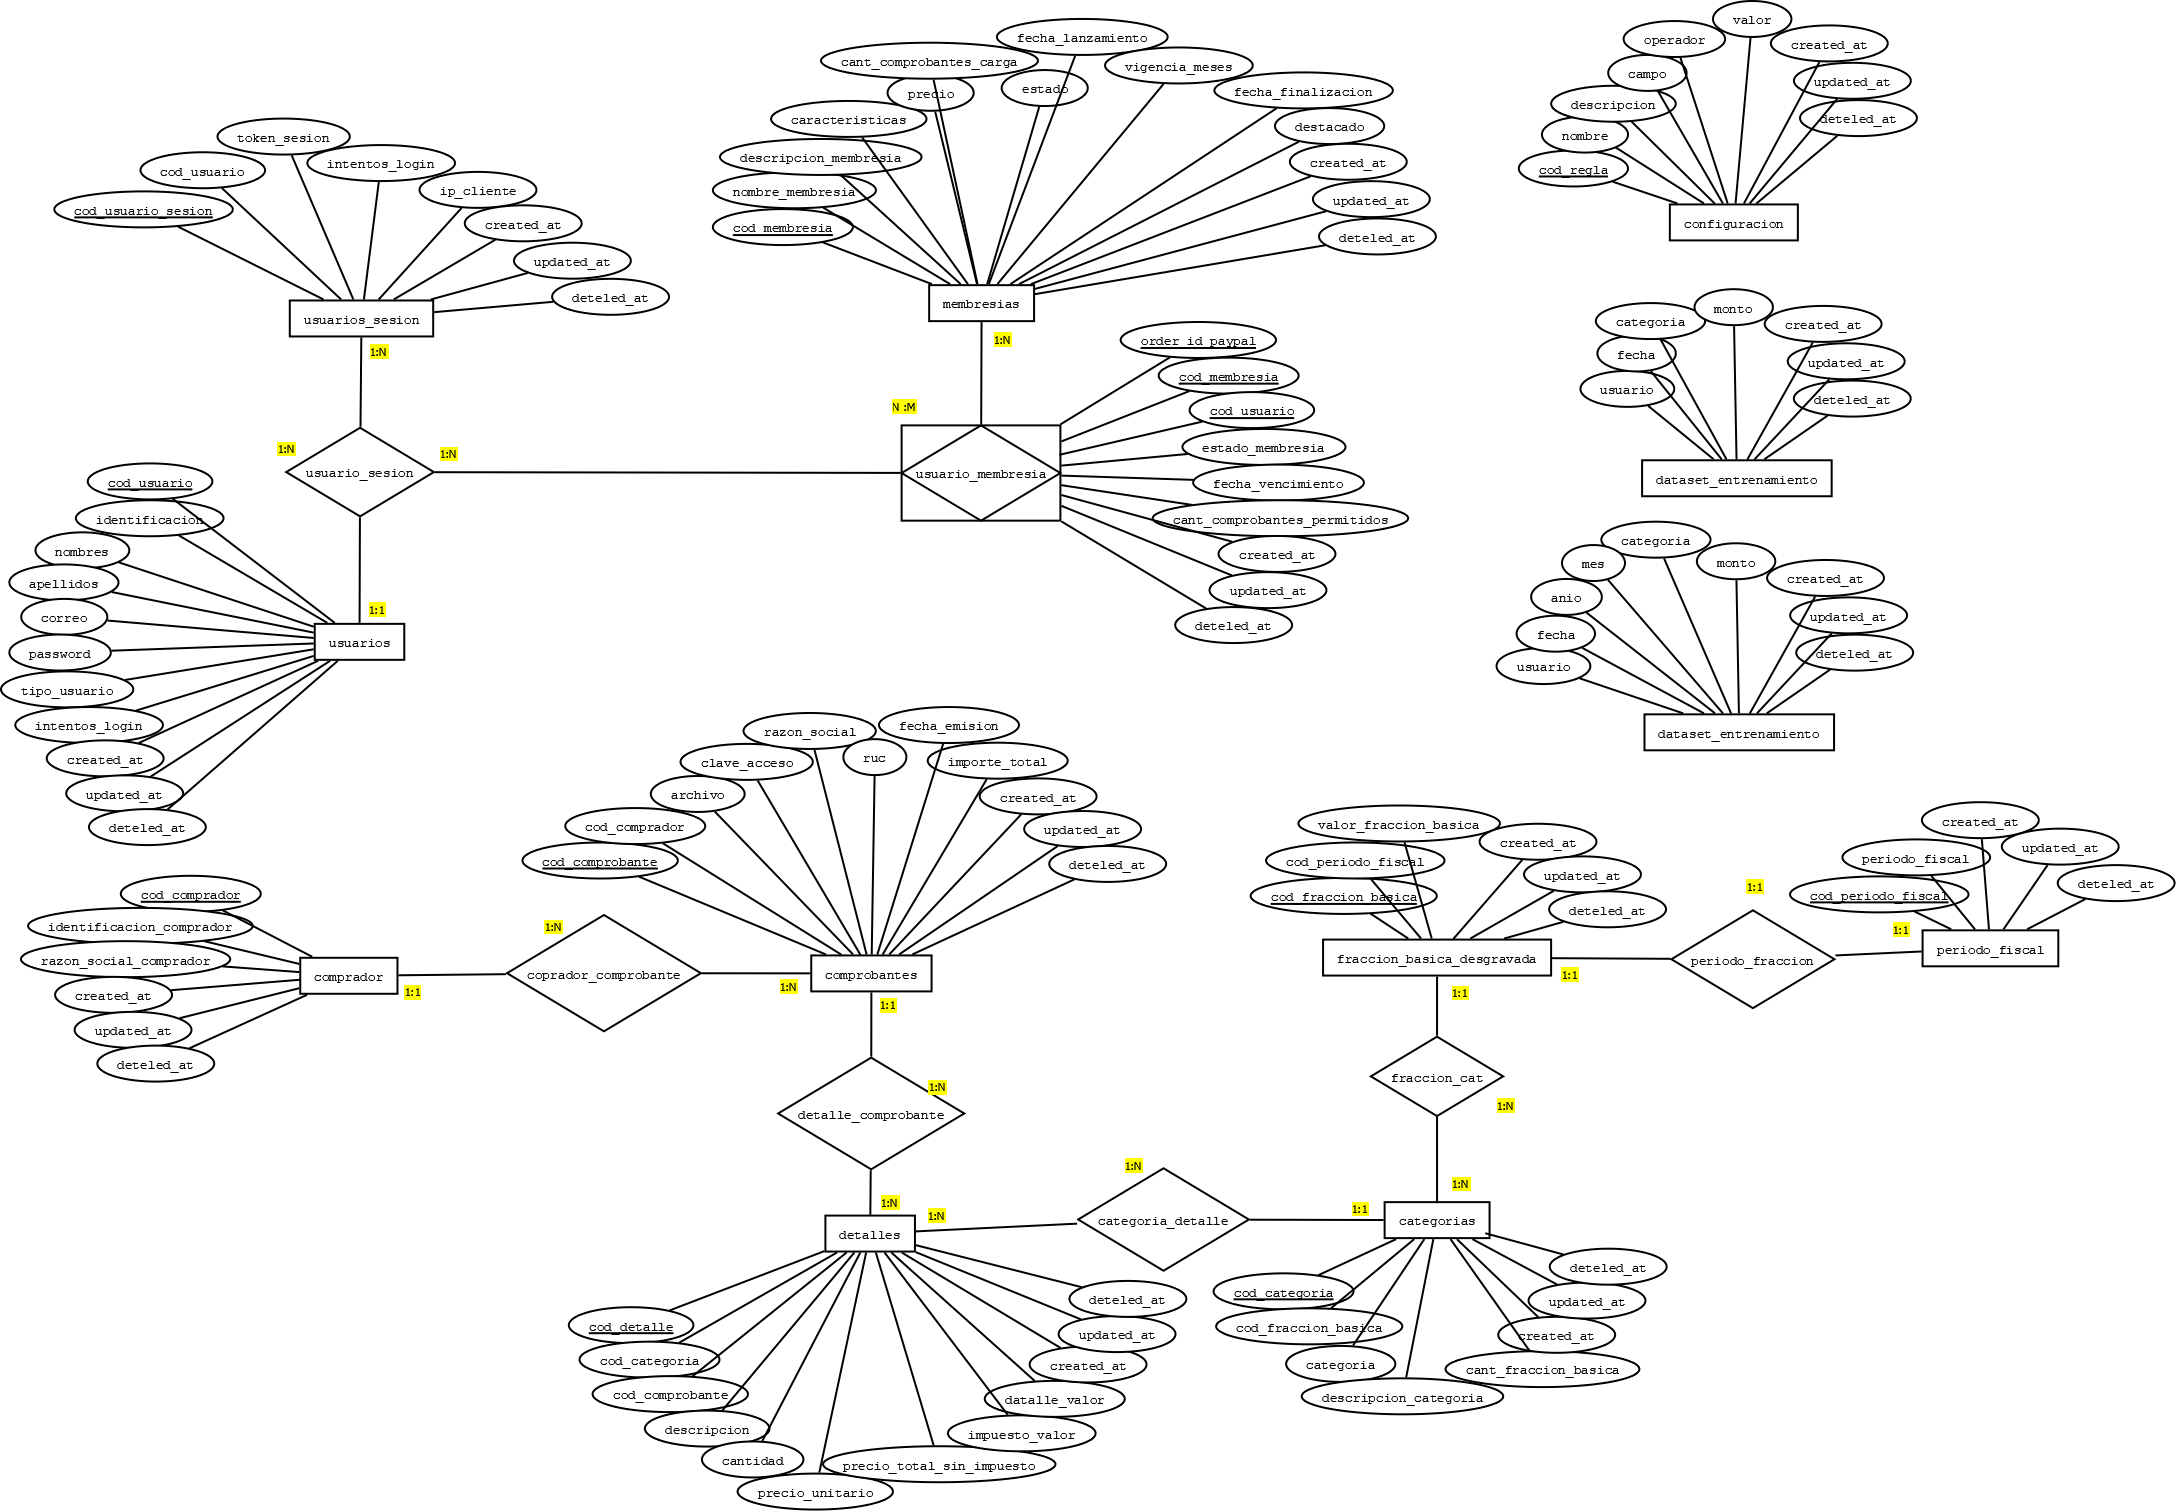 token_sesion
cod_usuario
intentos_login
ip_cliente
cod_usuario_sesion
created_at
updated_at
deteled_at
usuarios_sesion
1:N
fecha_lanzamiento
cant_comprobantes_carga
vigencia_meses
precio
estado
fecha_finalizacion
caracteristicas
destacado
descripcion_membresia
created_at
nombre_membresia
updated_at
cod_membresia
deteled_at
membresias
1:N
valor
operador
created_at
campo
updated_at
descripcion
deteled_at
nombre
cod_regla
configuracion
categoria
monto
created_at
fecha
updated_at
usuario
deteled_at
dataset_entrenamiento
order_id_paypal
cod_membresia
N :M
cod_usuario
estado_membresia
usuario_membresia
fecha_vencimiento
cant_comprobantes_permitidos
created_at
updated_at
deteled_at
1:N
1:N
usuario_sesion
1:1
cod_usuario
identificacion
nombres
apellidos
correo
password
tipo_usuario
intentos_login
created_at
updated_at
deteled_at
usuarios
categoria
mes
monto
created_at
anio
updated_at
fecha
deteled_at
usuario
dataset_entrenamiento
razon_social
fecha_emision
clave_acceso
ruc
importe_total
archivo
created_at
cod_comprador
updated_at
cod_comprobante
deteled_at
comprobantes
1:N
1:1
cod_comprador
identificacion_comprador
razon_social_comprador
created_at
updated_at
deteled_at
comprador
1:1
1:N
coprador_comprobante
valor_fraccion_basica
created_at
cod_periodo_fiscal
updated_at
cod_fraccion_basica
deteled_at
fraccion_basica_desgravada
1:1
1:1
created_at
periodo_fiscal
updated_at
cod_periodo_fiscal
deteled_at
1:1
1:1
periodo_fraccion
periodo_fiscal
fraccion_cat
1:N
1:N
1:N
detalle_comprobante
1:N
1:N
1:N
categoria_detalle
1:1
categorias
detalles
deteled_at
cod_categoria
updated_at
cod_fraccion_basica
created_at
categoria
cant_fraccion_basica
descripcion_categoria
deteled_at
cod_detalle
updated_at
cod_categoria
created_at
cod_comprobante
datalle_valor
descripcion
impuesto_valor
cantidad
precio_total_sin_impuesto
precio_unitario